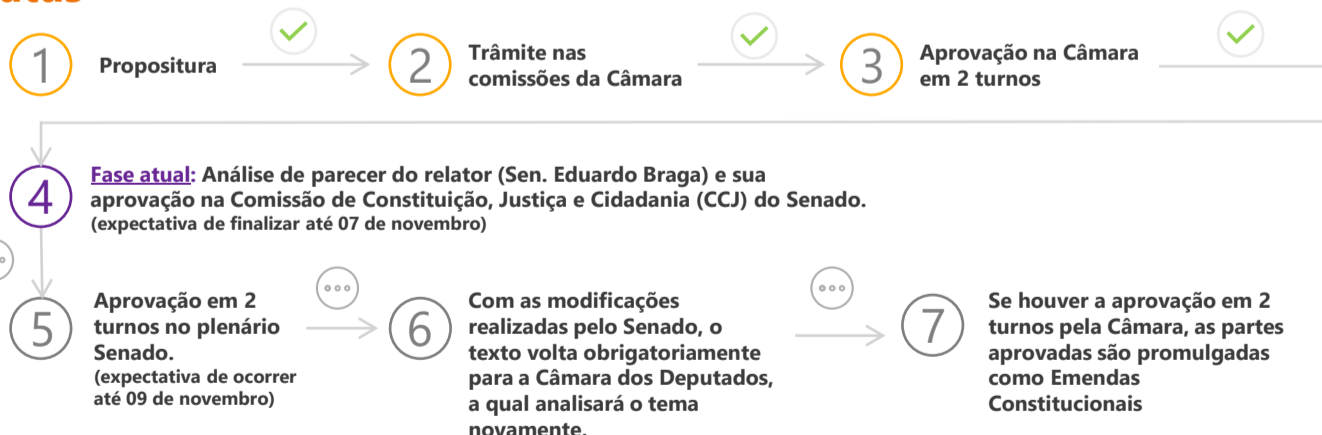 1
Propositura
2
Trâmite nas
comissões da Câmara
3
Aprovação na Câmara
em 2 turnos
4
Fase atual: Análise de parecer do relator (Sen. Eduardo Braga) e sua
aprovação na Comissão de Constituição, Justiça e Cidadania (CCJ) do Senado.
(expectativa de finalizar até 07 de novembro)
5
Aprovação em 2
turnos no plenário
Senado.
(expectativa de ocorrer
até 09 de novembro)
6
Com as modificações
realizadas pelo Senado, o
texto volta obrigatoriamente
para a Câmara dos Deputados,
a qual analisará o tema
novamente.
7
Se houver a aprovação em 2
turnos pela Câmara, as partes
aprovadas são promulgadas
como Emendas
Constitucionais